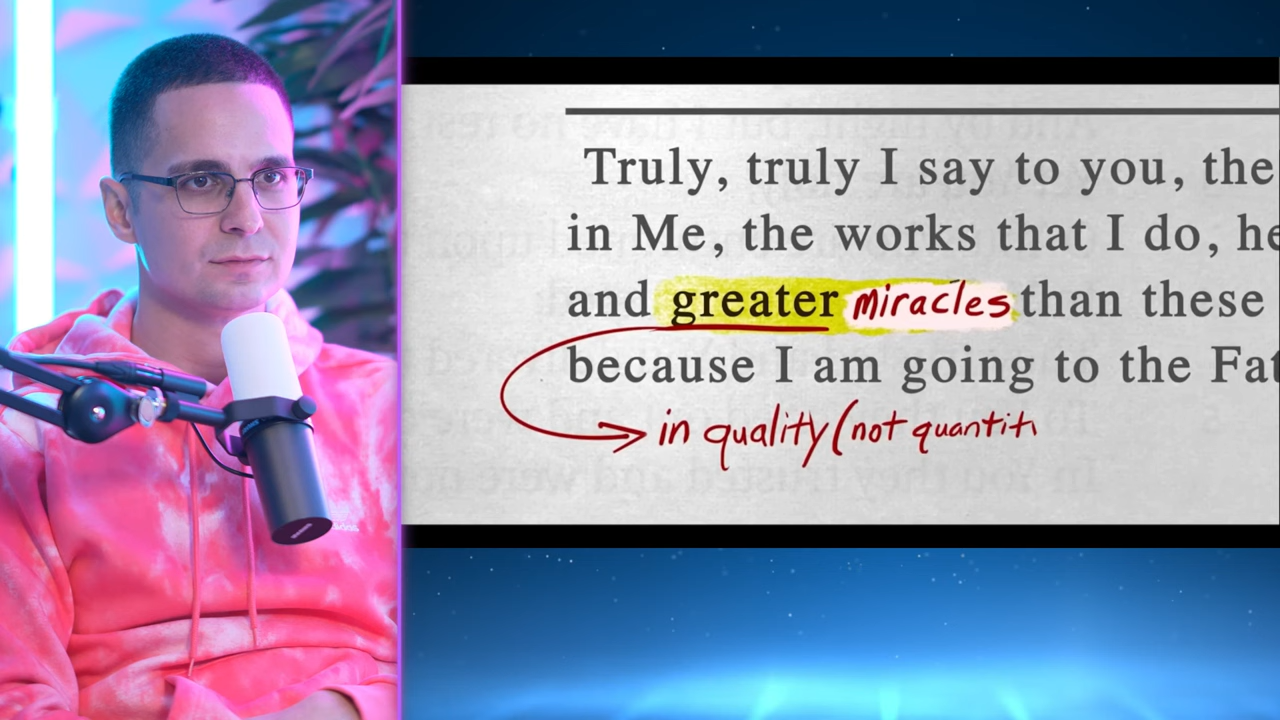 Truly, truly I say to you, the
in Me, the works that I do, he
and greater miracles than these
because I am going to the Fat
in quality (not quantit